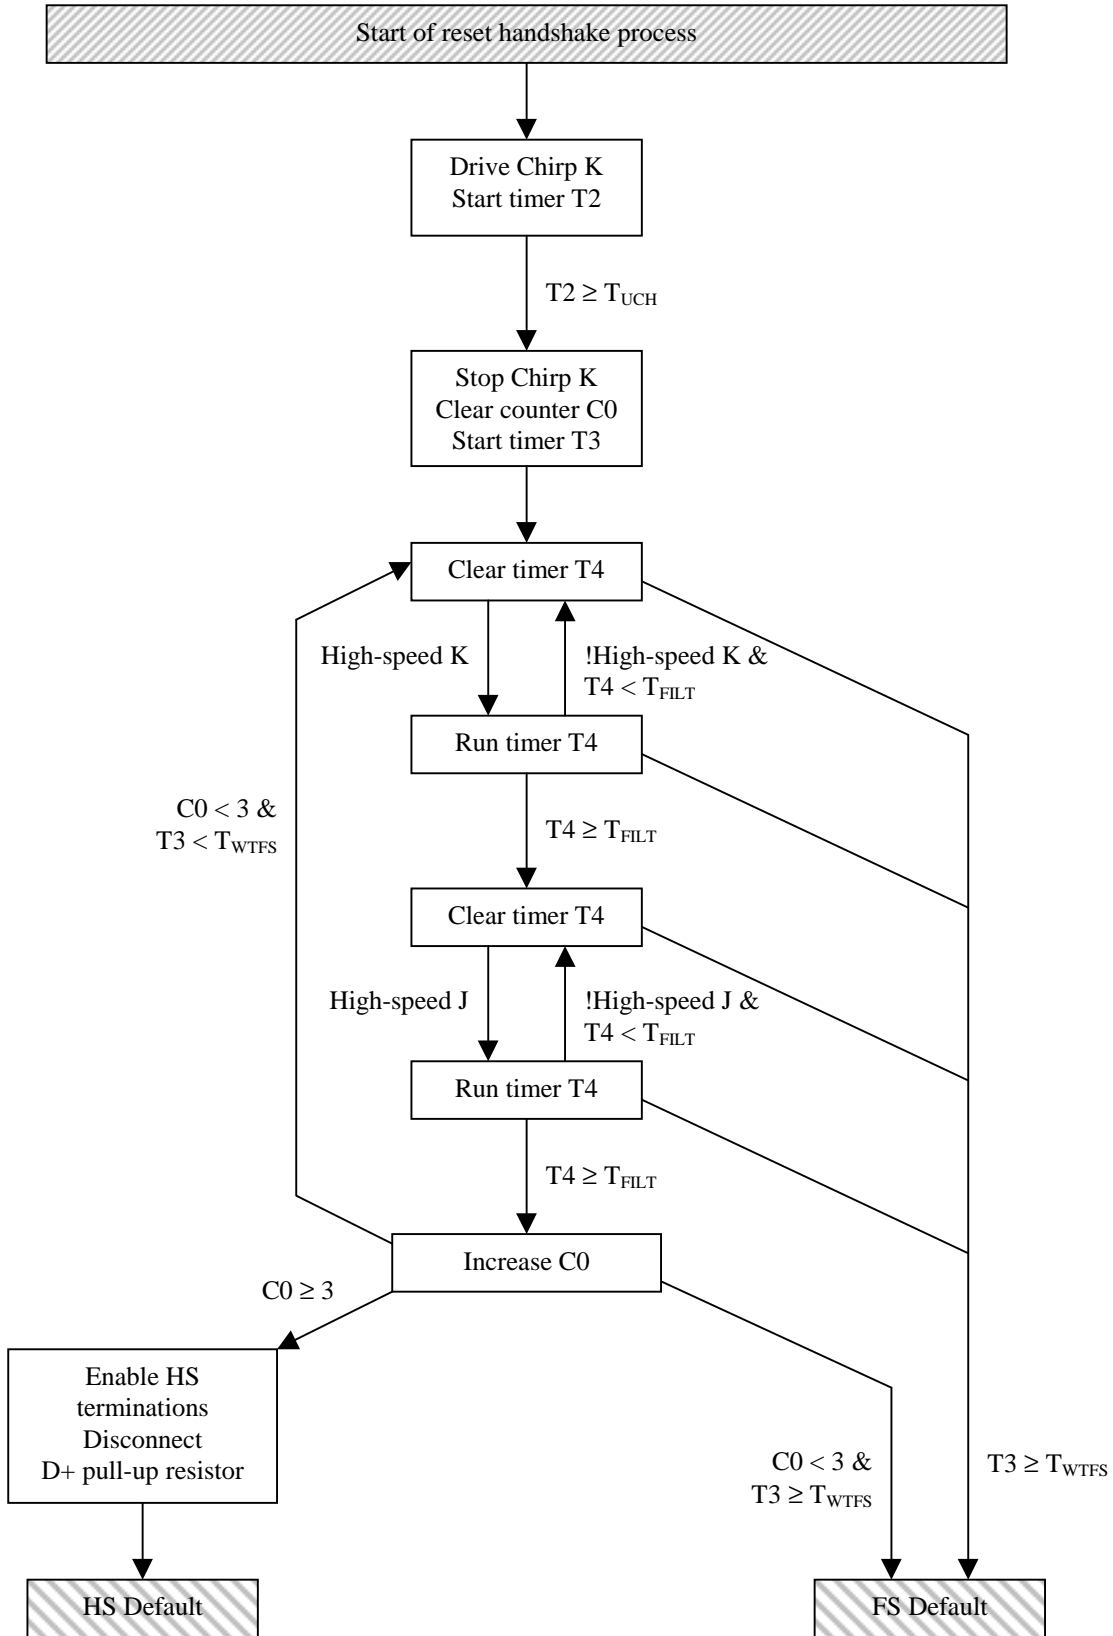 Start of reset handshake process
Drive Chirp K
Start timer T2
T2 ≥ TUCH
Stop Chirp K
Clear counter C0
Start timer T3
Clear timer T4
High-speed K
!High-speed K &
T4 < TFILT
Run timer T4
C0 < 3 &
T3 < TWTFS
T4 ≥ TFILT
Clear timer T4
High-speed J
!High-speed J &
T4 < TFILT
Run timer T4
T4 ≥ TFILT
Increase C0
C0 ≥ 3
Enable HS
terminations
Disconnect
D+ pull-up resistor
C0 < 3 &
T3 ≥ TWTFS
T3 ≥ TWTFS
HS Default
FS Default